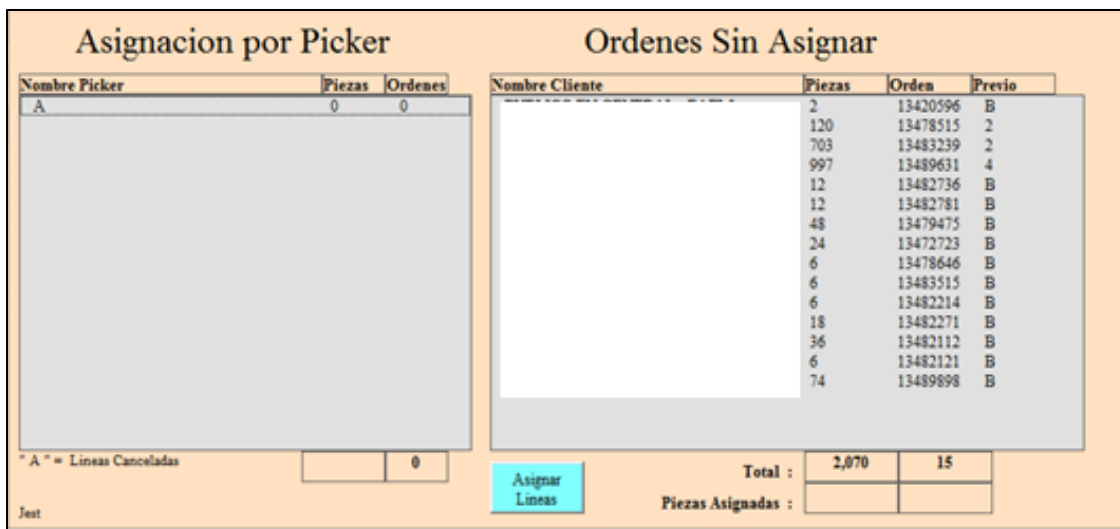 Asignacion por Picker
Ordenes Sin Asignar
Nombre Picker Piezas Ordenes
A 0 0
" A " = Lineas Canceladas 0
Jest
Nombre Cliente Piezas Orden Previo
2 13420596 B
120 13478515 2
703 13483239 2
997 13489631 4
12 13482736 B
12 13482781 B
48 13479475 B
24 13472723 B
6 13478646 B
6 13483515 B
6 13482214 B
18 13482271 B
36 13482112 B
6 13482121 B
74 13489898 B
Asignar
Lineas
Total : 2,070 15
Piezas Asignadas :